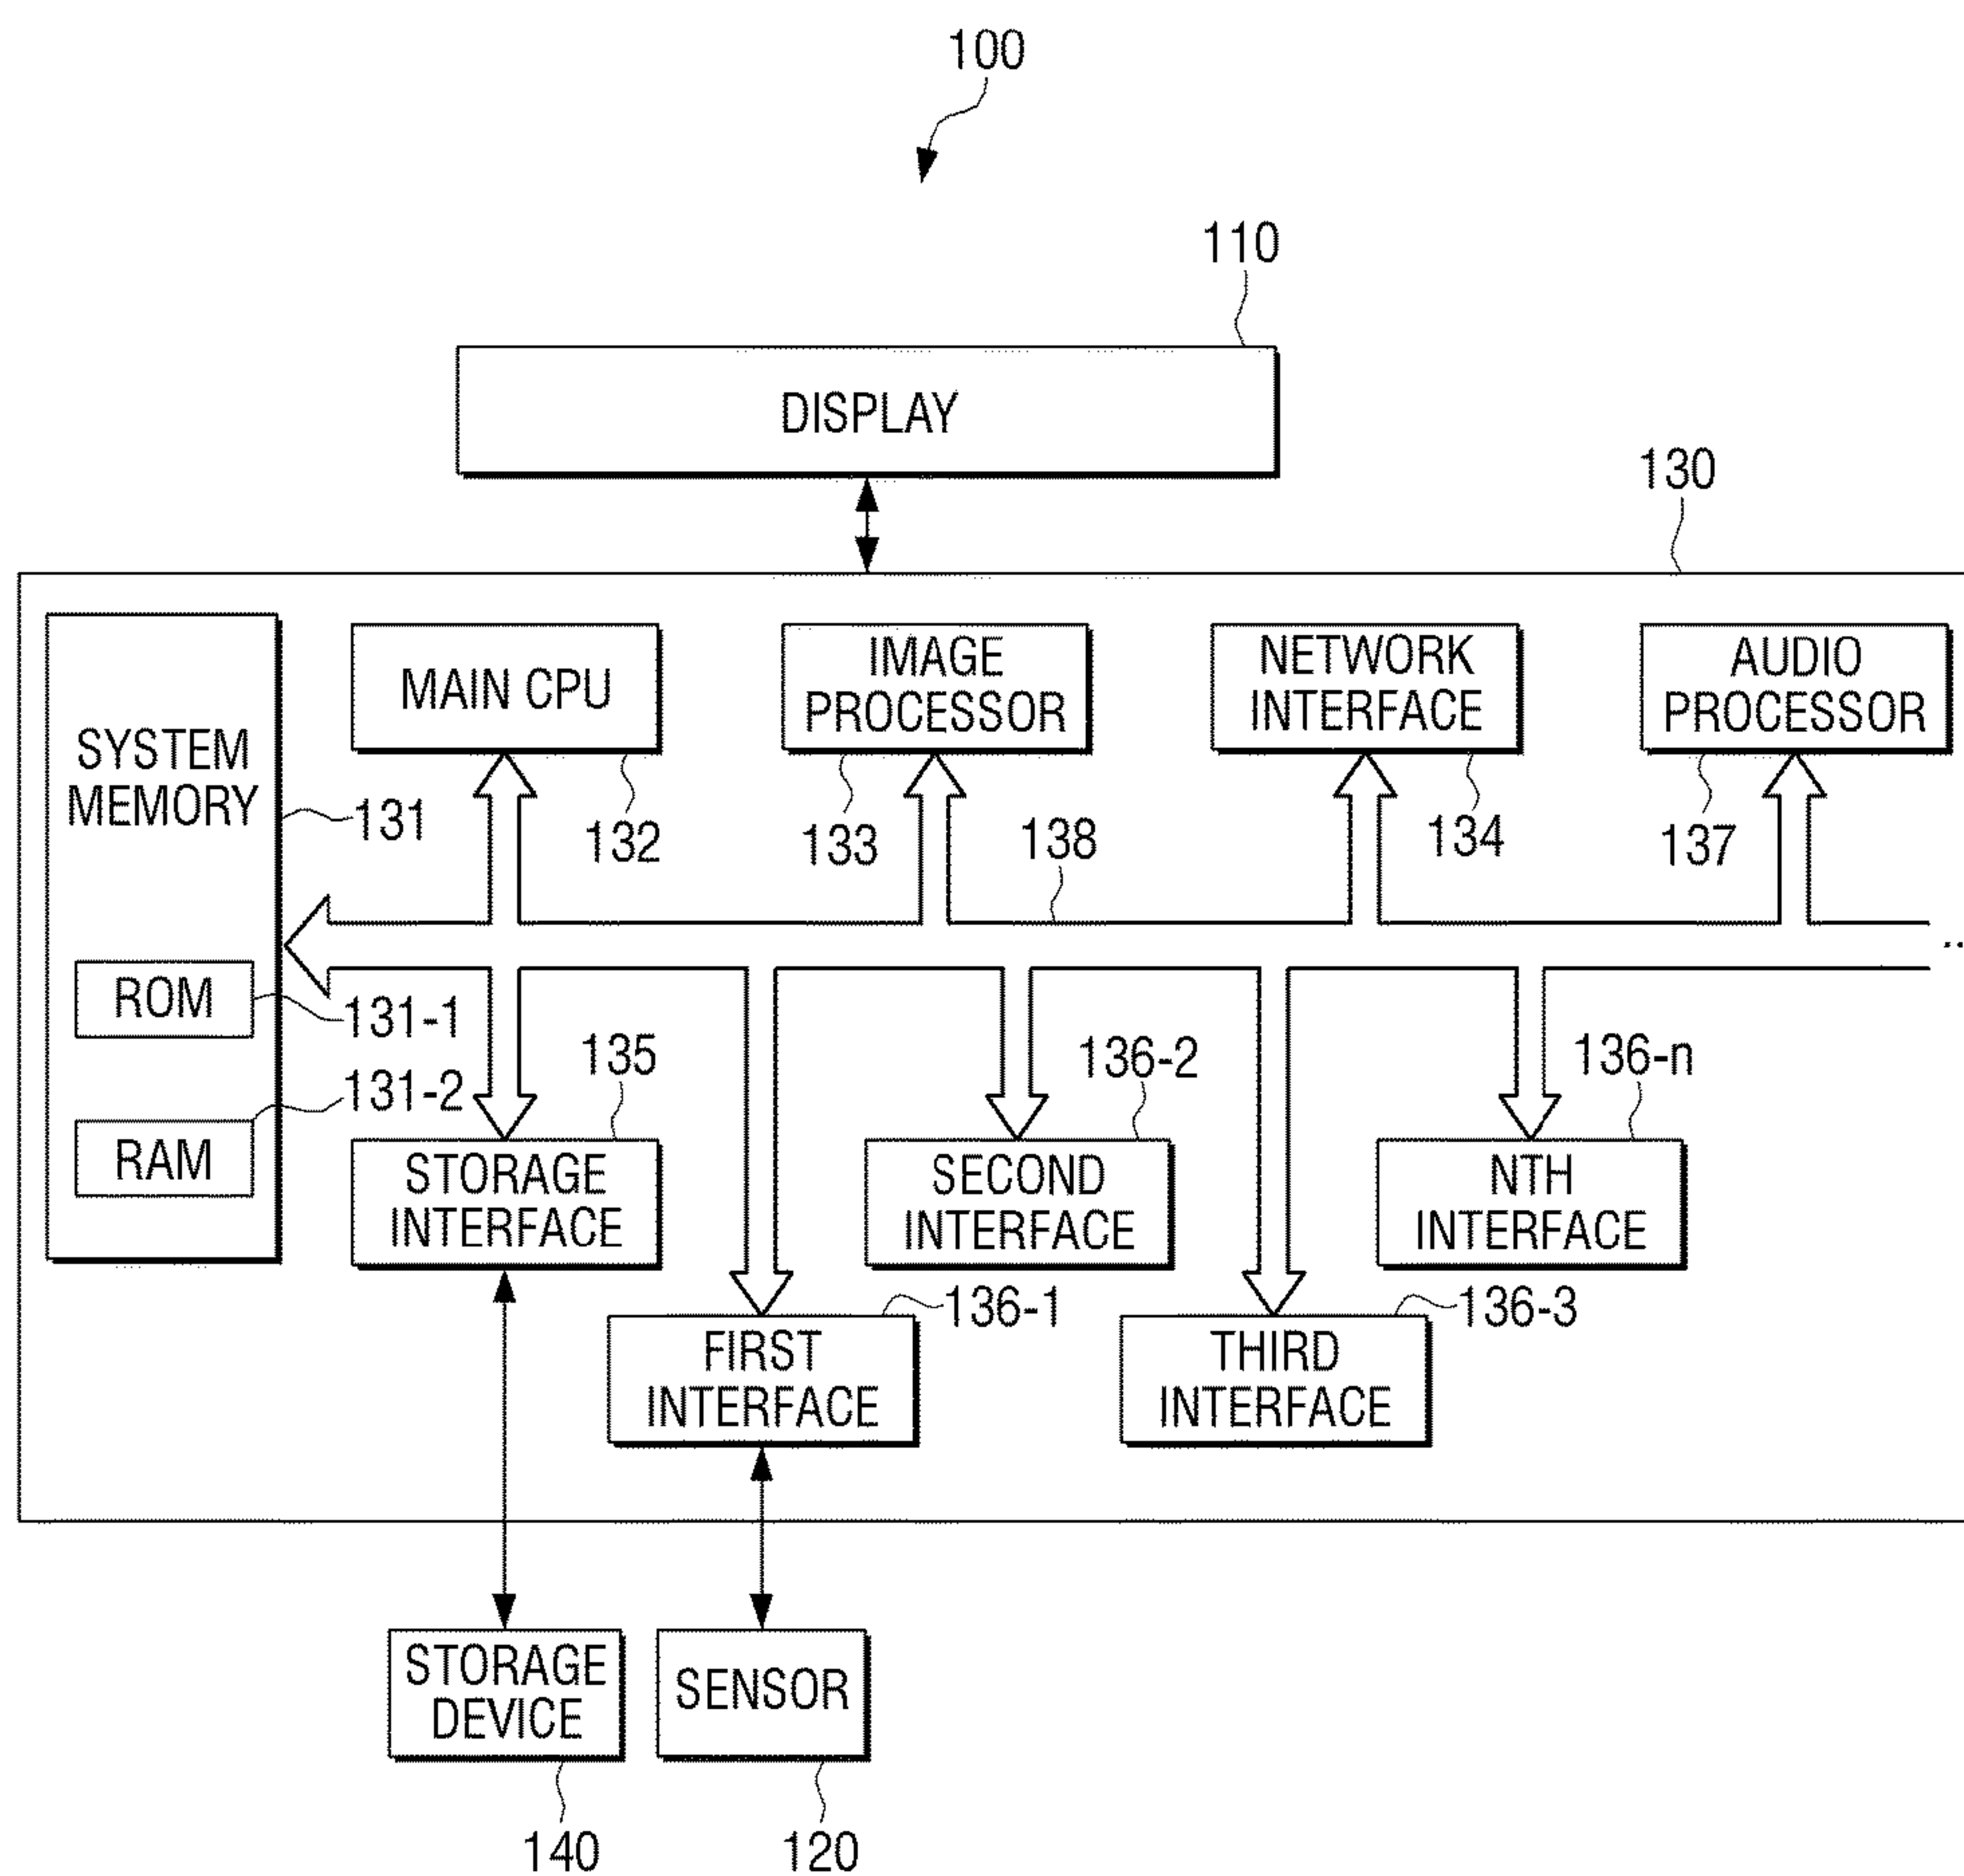 100
110
DISPLAY
130
SYSTEM
MEMORY
131
MAIN CPU
132
IMAGE
PROCESSOR
133
NETWORK
INTERFACE
134
AUDIO
PROCESSOR
137
138
..
ROM
131-1
RAM
131-2
135
STORAGE
INTERFACE
136-2
SECOND
INTERFACE
136-n
NTH
INTERFACE
136-1
FIRST
INTERFACE
136-3
THIRD
INTERFACE
STORAGE
DEVICE
140
SENSOR
120